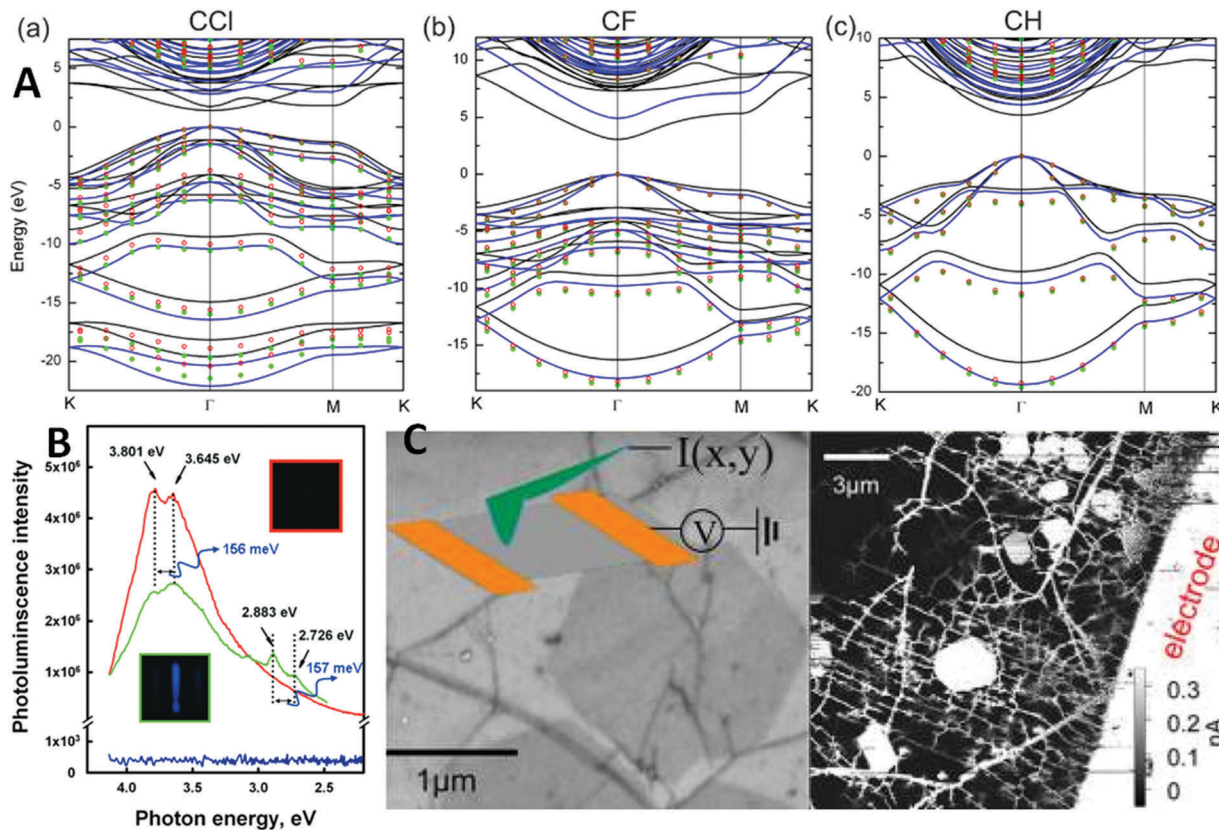 (a)
CCl
(b)
CF
(c)
CH
A
Energy (eV)
5
0
-5
-10
-15
-20
K
Γ
M
K
10
5
0
-5
-10
-15
K
Γ
M
K
10
5
0
-5
-10
-15
-20
K
Γ
M
K
B
3.801 eV
3.645 eV
156 meV
2.883 eV
2.726 eV
157 meV
Photoluminescence intensity
5x10⁶
4x10⁶
3x10⁶
2x10⁶
1x10⁶
1x10³
0
4.0
3.5
3.0
2.5
Photon energy, eV
C
I(x,y)
V
1µm
3µm
electrode
0.3
0.2
0.1
0
nA